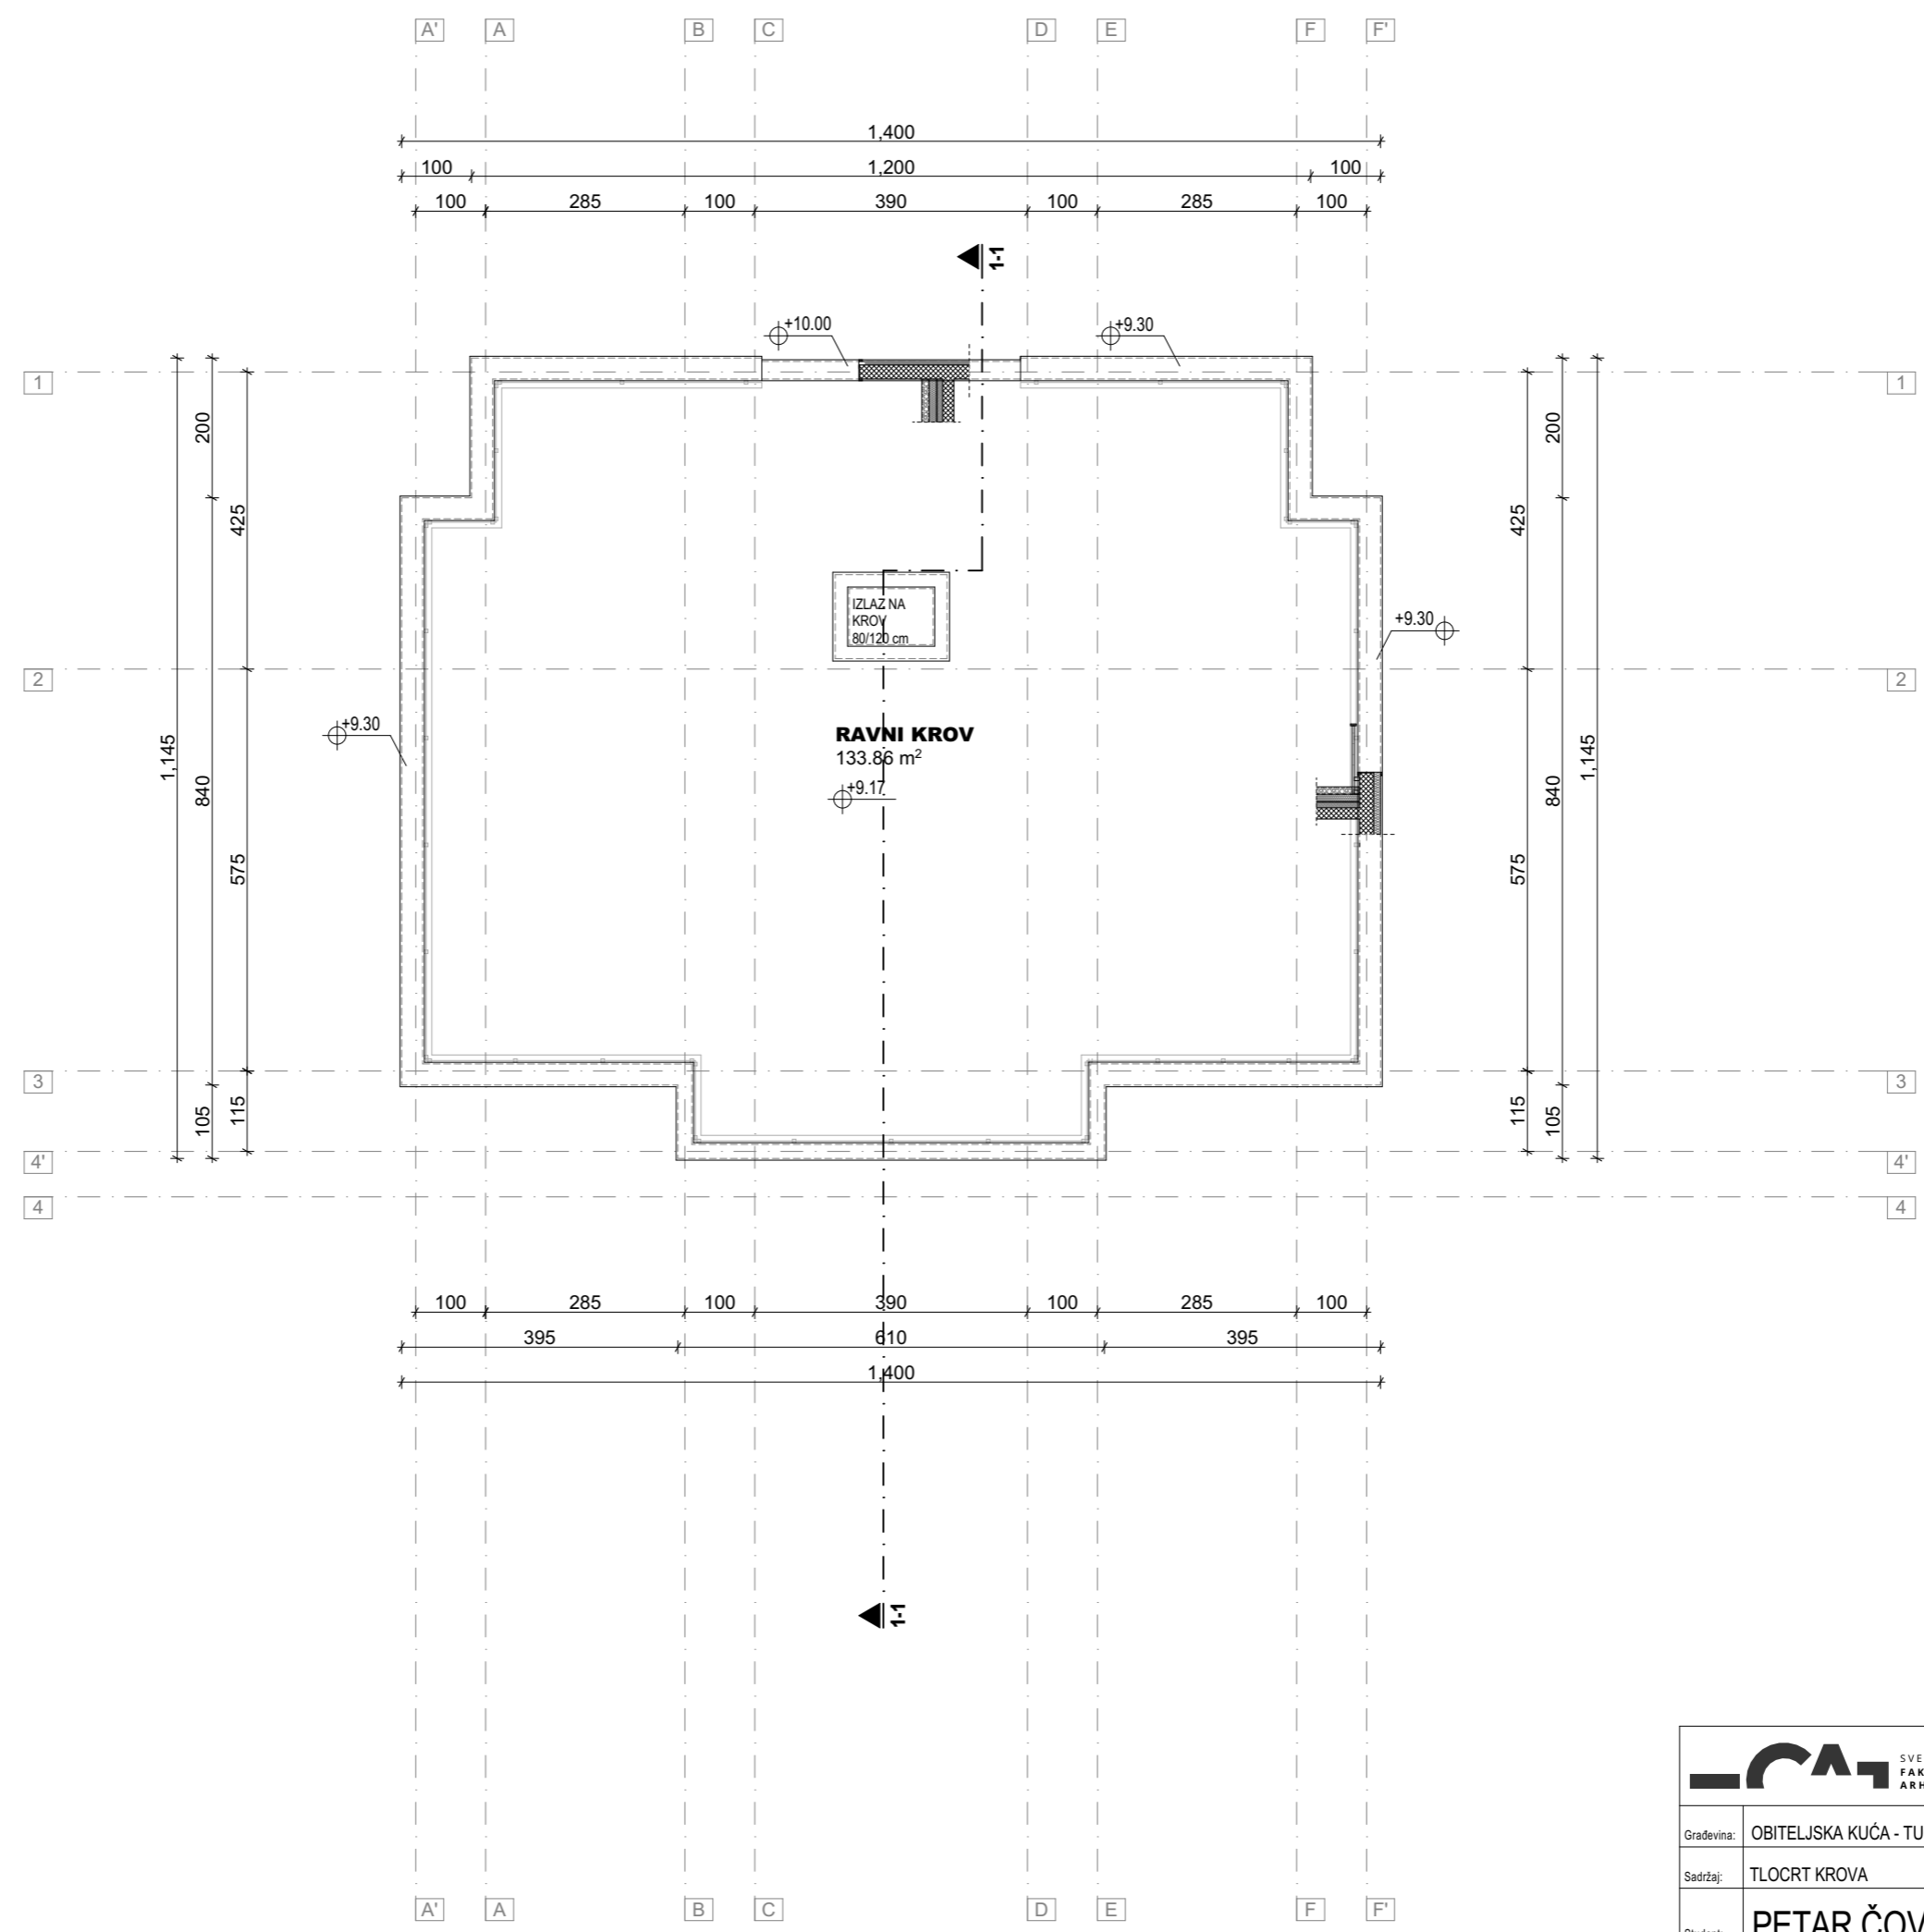 A' A B C D E F F'
1,400
100 1,200 100
100 285 100 390 100 285 100
1-1
+10.00 +9.30
1 1
200 200
425 425
IZLAZ NA
KROV
80/120 cm
+9.30
2 2
+9.30
RAVNI KROV
133.86 m²
+9.17
1,145 840 1,145 840
575 575
3 3
105 115 115 105
4' 4'
4 4
100 285 100 390 100 285 100
395 610 395
1,400
1-1
Građevina: OBITELJSKA KUĆA - TU
Sadržaj: TLOCRT KROVA
PETAR ČOV
A' A B C D E F F'